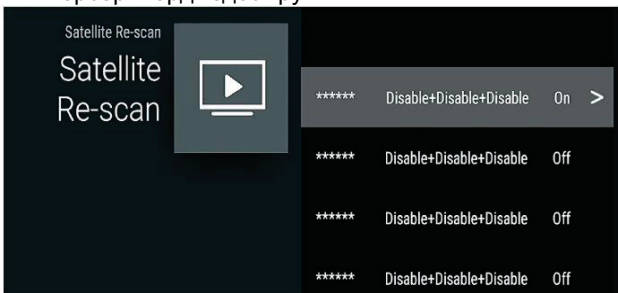 Satellite Re-scan
Satellite
Re-scan
****** Disable+Disable+Disable On >
****** Disable+Disable+Disable Off
****** Disable+Disable+Disable Off
****** Disable+Disable+Disable Off